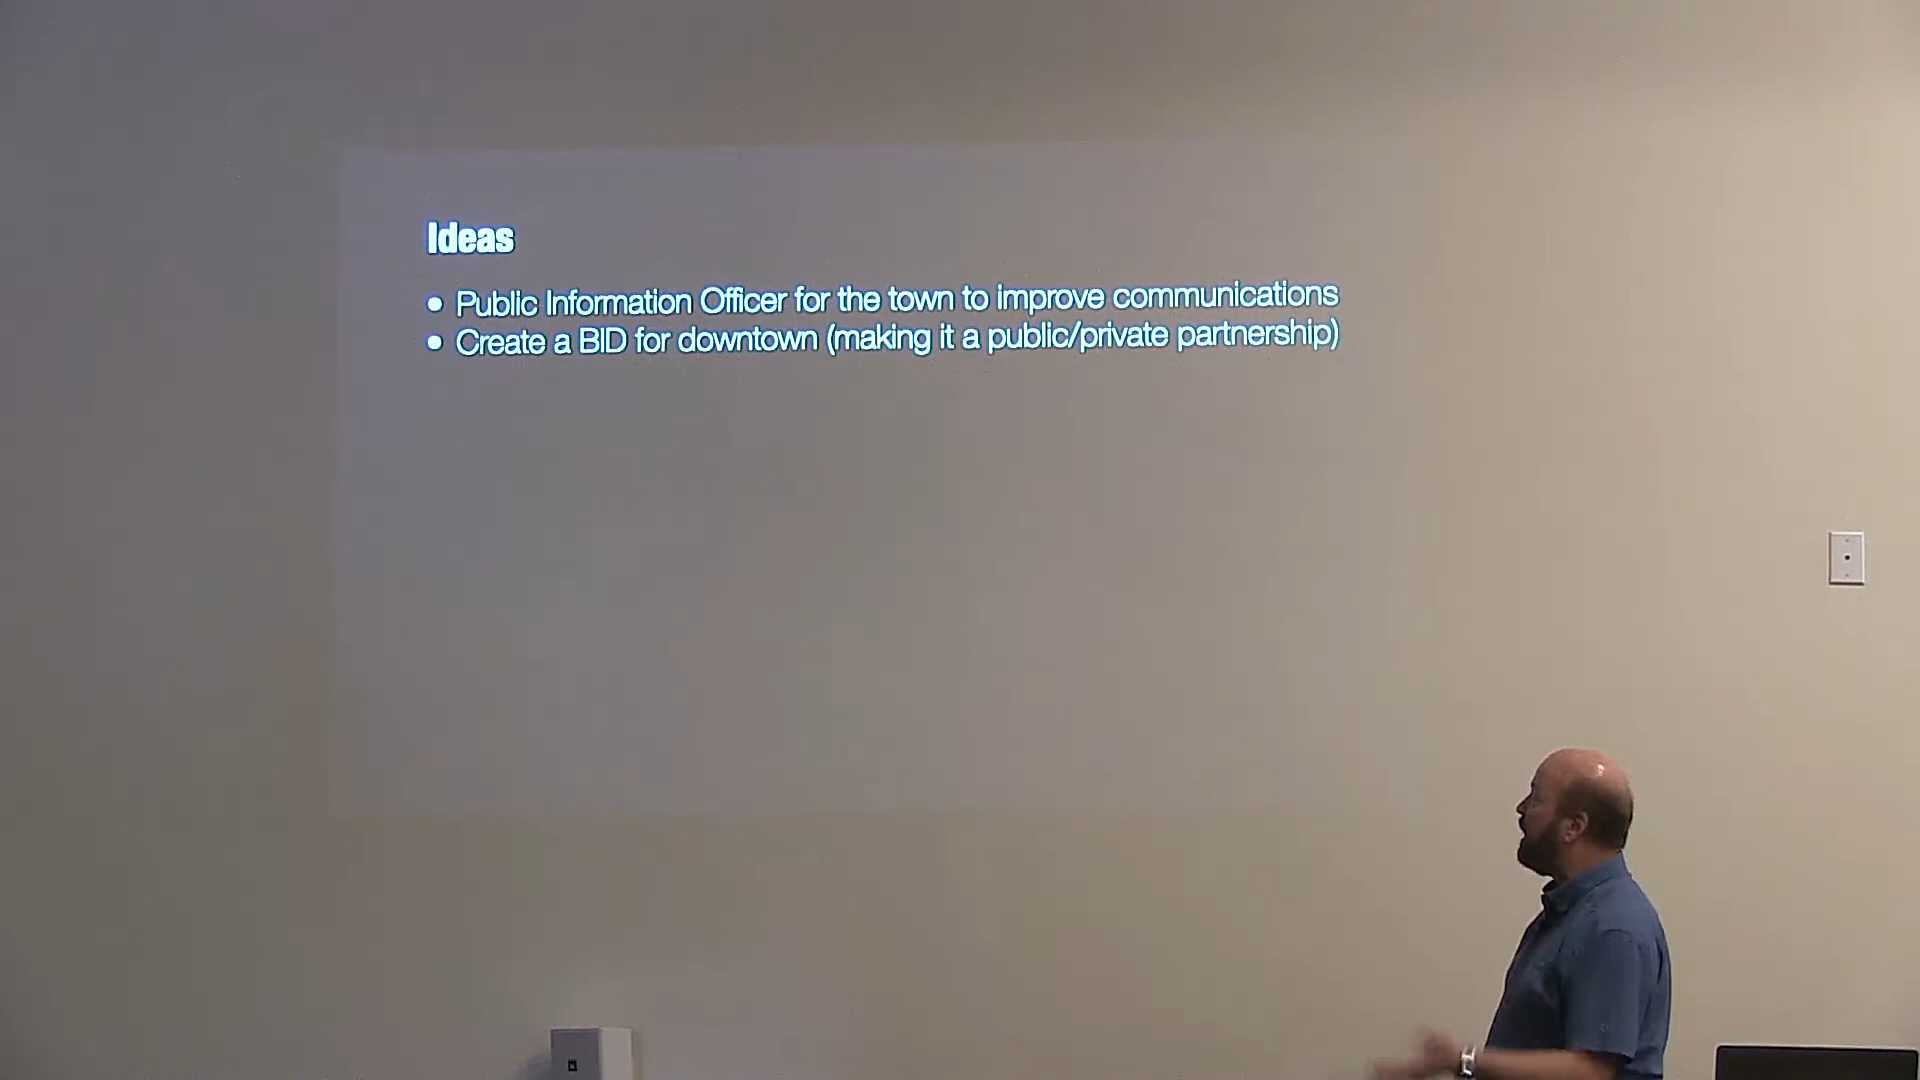 Ideas
• Public Information Officer for the town to improve communications
• Create a BID for downtown (making it a public/private partnership)